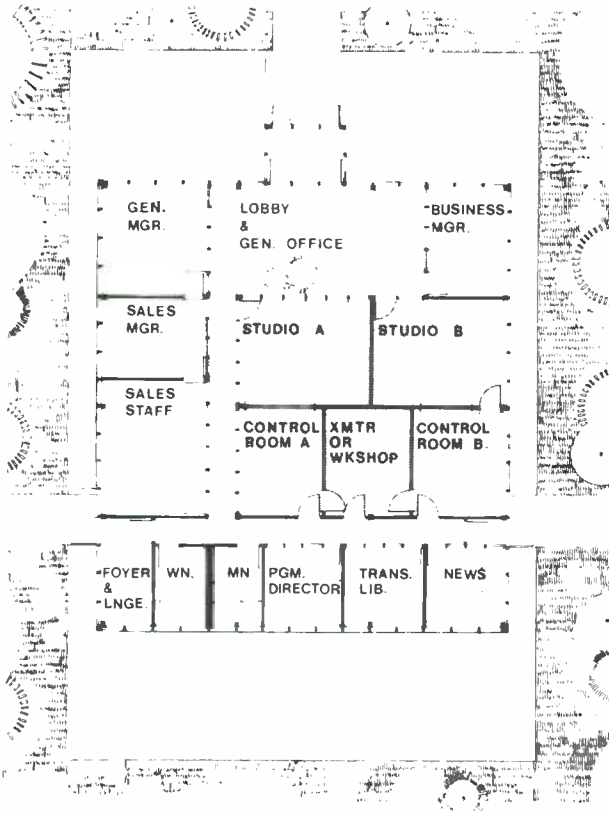 GEN.
MGR.
LOBBY
&
GEN. OFFICE
BUSINESS
MGR.
SALES
MGR.
STUDIO A
STUDIO B
SALES
STAFF
CONTROL
ROOM A
XMTR
OR
WKSHOP
CONTROL
ROOM B.
FOYER
&
LNGE.
WN.
MN
PGM.
DIRECTOR
TRANS.
LIB.
NEWS